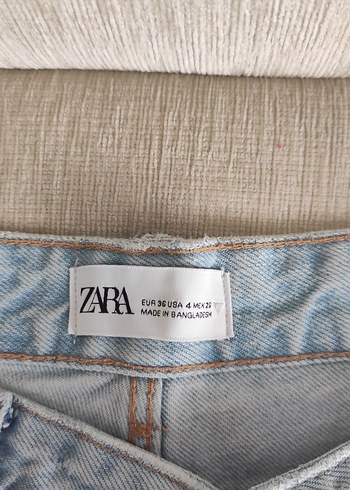 ZARA
EUR 36 USA 4 MEX 26
MADE IN BANGLADESH